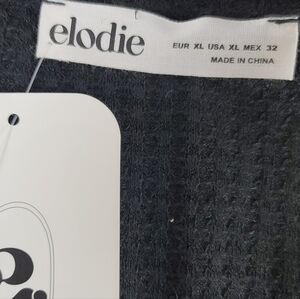 elodie
EUR XL USA XL MEX 32
MADE IN CHINA